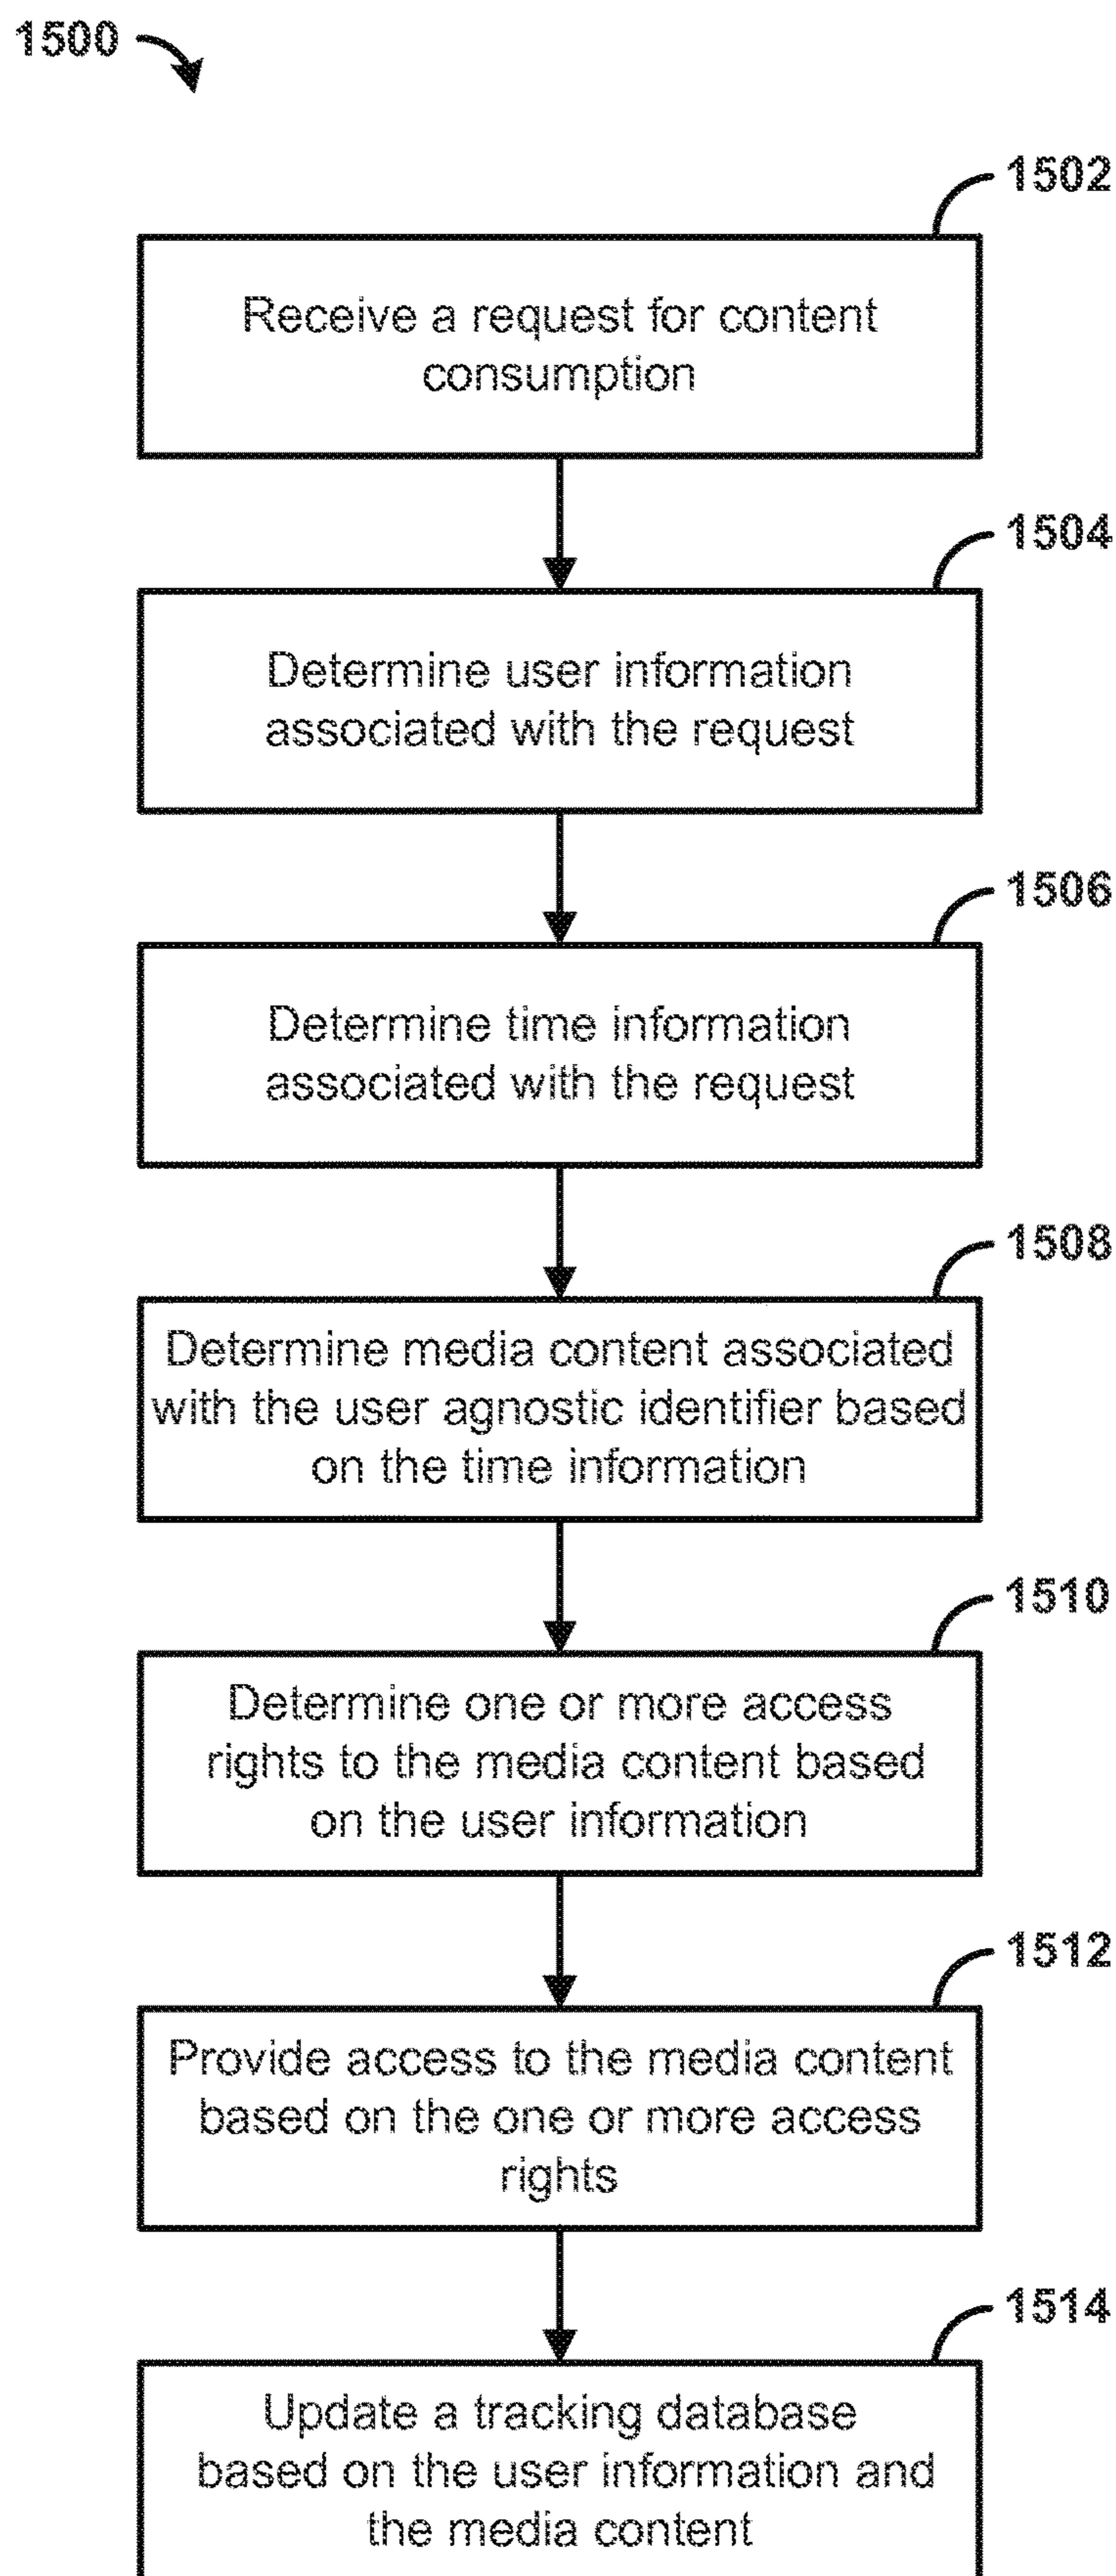 1500
1502
Receive a request for content
consumption
1504
Determine user information
associated with the request
1506
Determine time information
associated with the request
1508
Determine media content associated
with the user agnostic identifier based
on the time information
1510
Determine one or more access
rights to the media content based
on the user information
1512
Provide access to the media content
based on the one or more access
rights
1514
Update a tracking database
based on the user information and
the media content